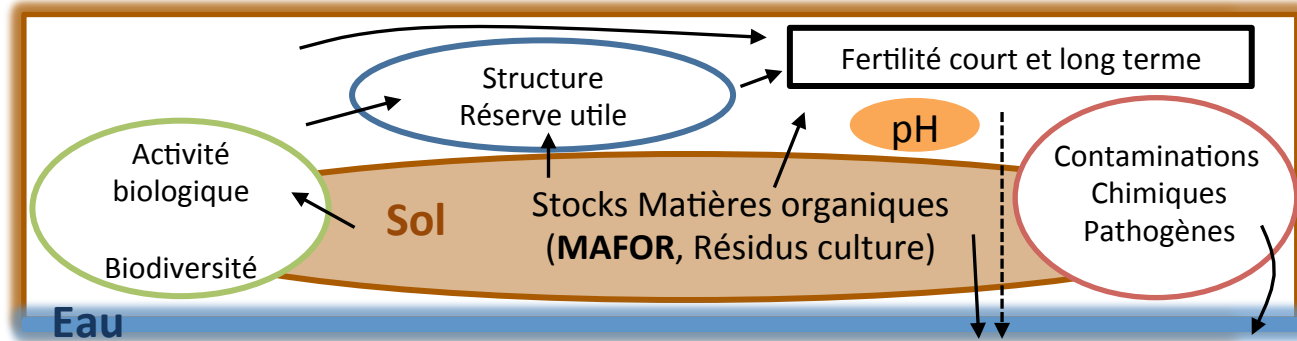 Fertilité court et long terme
Structure
Réserve utile
pH
Activité
biologique
Biodiversité
Contaminations
Chimiques
Pathogènes
Sol
Stocks Matières organiques
(MAFOR, Résidus culture)
Eau